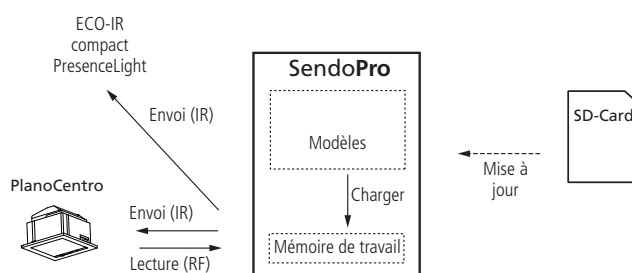 ECO-IR
compact
PresenceLight
Envoi (IR)
SendoPro
Modèles
Charger
Mémoire de travail
SD-Card
Mise à
jour
PlanoCentro
Envoi (IR)
Lecture (RF)